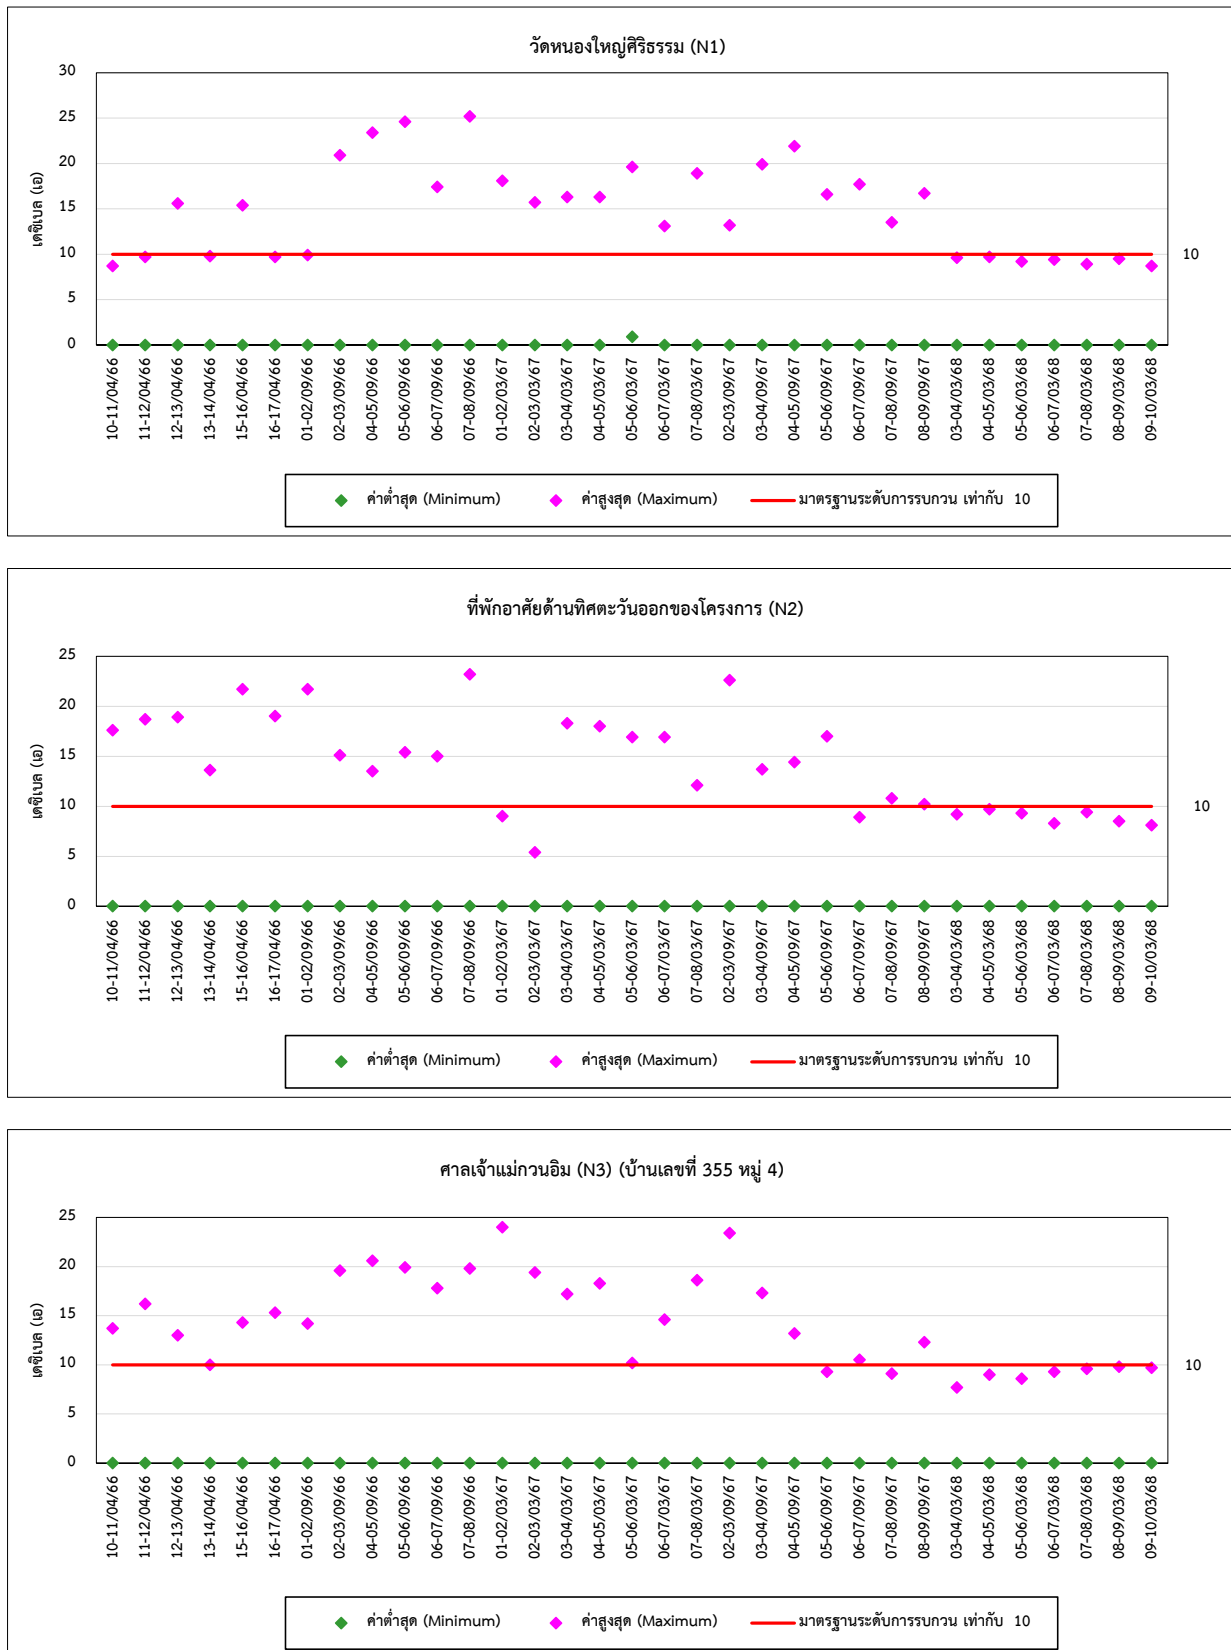 วัดหนองใหญ่ศิริธรรม (N1)
เดซิเบล (เอ)
30
25
20
15
10
5
0
10
10-11/04/66 11-12/04/66 12-13/04/66 13-14/04/66 15-16/04/66 16-17/04/66 01-02/09/66 02-03/09/66 04-05/09/66 05-06/09/66 06-07/09/66 07-08/09/66 01-02/03/67 02-03/03/67 03-04/03/67 04-05/03/67 05-06/03/67 06-07/03/67 07-08/03/67 02-03/09/67 03-04/09/67 04-05/09/67 05-06/09/67 06-07/09/67 07-08/09/67 08-09/09/67 03-04/03/68 04-05/03/68 05-06/03/68 06-07/03/68 07-08/03/68 08-09/03/68 09-10/03/68
ค่าต่ำสุด (Minimum) ค่าสูงสุด (Maximum) มาตรฐานระดับการรบกวน เท่ากับ 10
ที่พักอาศัยด้านทิศตะวันออกของโครงการ (N2)
เดซิเบล (เอ)
25
20
15
10
5
0
10
10-11/04/66 11-12/04/66 12-13/04/66 13-14/04/66 15-16/04/66 16-17/04/66 01-02/09/66 02-03/09/66 04-05/09/66 05-06/09/66 06-07/09/66 07-08/09/66 01-02/03/67 02-03/03/67 03-04/03/67 04-05/03/67 05-06/03/67 06-07/03/67 07-08/03/67 02-03/09/67 03-04/09/67 04-05/09/67 05-06/09/67 06-07/09/67 07-08/09/67 08-09/09/67 03-04/03/68 04-05/03/68 05-06/03/68 06-07/03/68 07-08/03/68 08-09/03/68 09-10/03/68
ค่าต่ำสุด (Minimum) ค่าสูงสุด (Maximum) มาตรฐานระดับการรบกวน เท่ากับ 10
ศาลเจ้าแม่กวนอิม (N3) (บ้านเลขที่ 355 หมู่ 4)
เดซิเบล (เอ)
25
20
15
10
5
0
10
10-11/04/66 11-12/04/66 12-13/04/66 13-14/04/66 15-16/04/66 16-17/04/66 01-02/09/66 02-03/09/66 04-05/09/66 05-06/09/66 06-07/09/66 07-08/09/66 01-02/03/67 02-03/03/67 03-04/03/67 04-05/03/67 05-06/03/67 06-07/03/67 07-08/03/67 02-03/09/67 03-04/09/67 04-05/09/67 05-06/09/67 06-07/09/67 07-08/09/67 08-09/09/67 03-04/03/68 04-05/03/68 05-06/03/68 06-07/03/68 07-08/03/68 08-09/03/68 09-10/03/68
ค่าต่ำสุด (Minimum) ค่าสูงสุด (Maximum) มาตรฐานระดับการรบกวน เท่ากับ 10